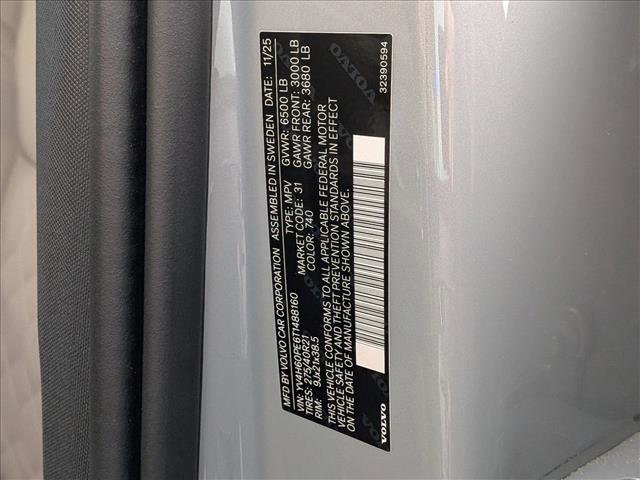 MFD BY VOLVO CAR CORPORATION ASSEMBLED IN SWEDEN DATE: 11/25
GVWR: 6500 LB
GAWR FRONT: 3000 LB
GAWR REAR: 3680 LB
VIN: YV4H60PE6T1488160 TYPE: MPV
TIRES: 275/40R21 MARKET CODE: 31
RIM: 9Jx21x38.5 COLOR: 740
THIS VEHICLE CONFORMS TO ALL APPLICABLE FEDERAL MOTOR
VEHICLE SAFETY AND THEFT PREVENTION STANDARDS IN EFFECT
ON THE DATE OF MANUFACTURE SHOWN ABOVE.
VOLVO
32390594